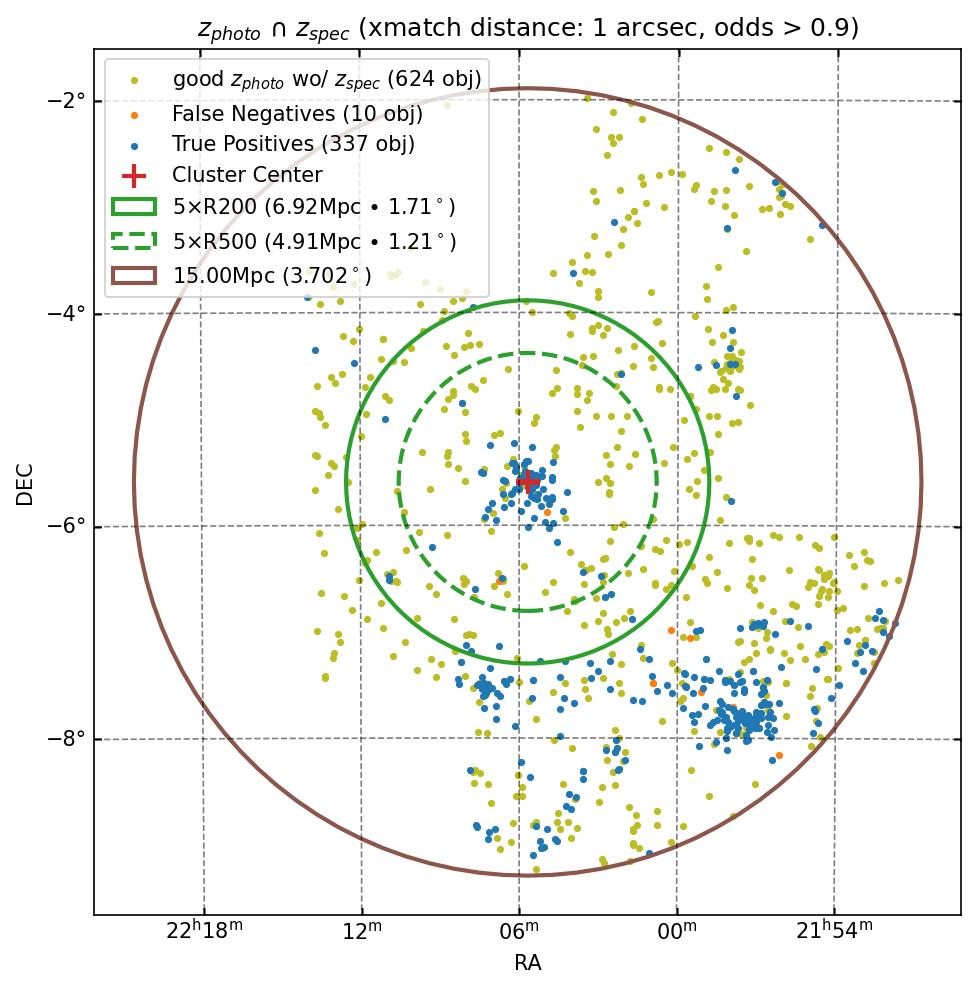 z_photo ∩ z_spec (xmatch distance: 1 arcsec, odds > 0.9)
good z_photo wo/ z_spec (624 obj)
False Negatives (10 obj)
True Positives (337 obj)
Cluster Center
5×R200 (6.92Mpc • 1.71°)
5×R500 (4.91Mpc • 1.21°)
15.00Mpc (3.702°)
−2°
−4°
−6°
−8°
DEC
22h18m 12m 06m 00m 21h54m
RA